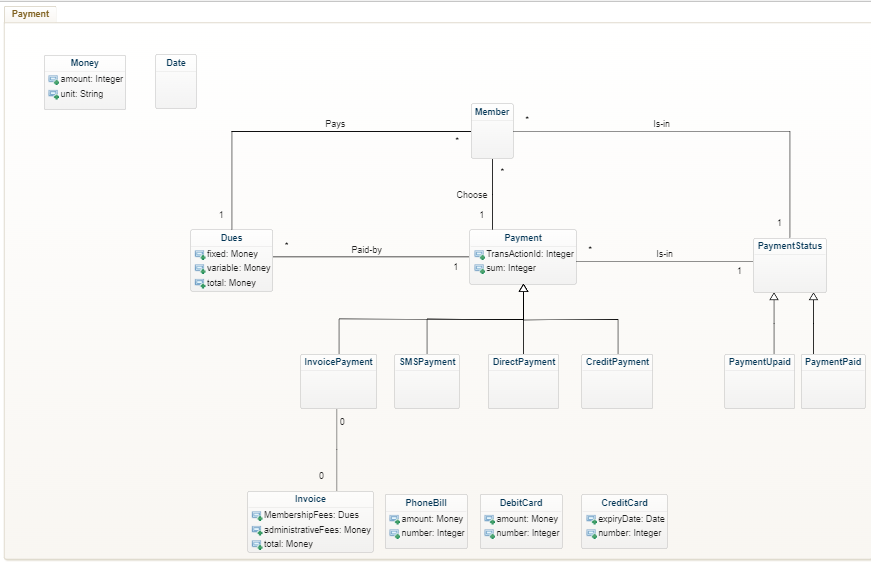 Payment
Money
amount: Integer
unit: String
Date
Member
*
Pays
*
Is-in
*
Choose
1
1
1
Dues
fixed: Money
variable: Money
total: Money
*
Paid-by
1
Payment
TransActionId: Integer
sum: Integer
*
Is-in
1
PaymentStatus
InvoicePayment
SMSPayment
DirectPayment
CreditPayment
PaymentUpaid
PaymentPaid
0
0
Invoice
MembershipFees: Dues
administrativeFees: Money
total: Money
PhoneBill
amount: Money
number: Integer
DebitCard
amount: Money
number: Integer
CreditCard
expiryDate: Date
number: Integer